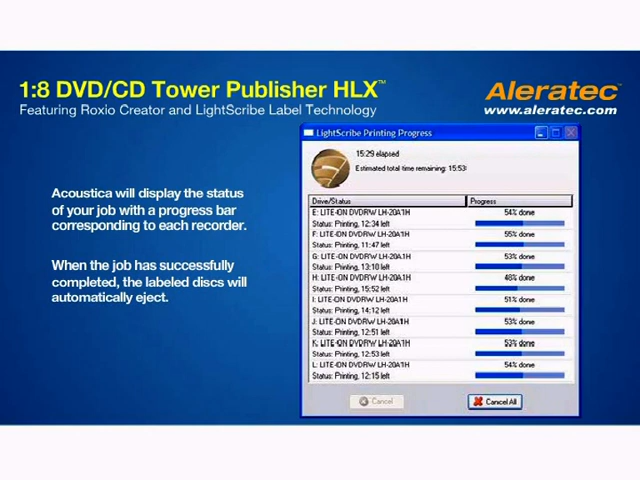 1:8 DVD/CD Tower Publisher HLX™
Featuring Roxio Creator and LightScribe Label Technology
Aleratec™
www.aleratec.com
Acoustica will display the status
of your job with a progress bar
corresponding to each recorder.
When the job has successfully
completed, the labeled discs will
automatically eject.
LightScribe Printing Progress
15:29 elapsed
Estimated total time remaining: 15:53
Drive/Status Progress
E: LITE-ON DVDRW LH-20A1H 54% done
Status: Printing, 12:34 left
F: LITE-ON DVDRW LH-20A1H 55% done
Status: Printing, 11:47 left
G: LITE-ON DVDRW LH-20A1H 53% done
Status: Printing, 13:10 left
H: LITE-ON DVDRW LH-20A1H 48% done
Status: Printing, 15:52 left
I: LITE-ON DVDRW LH-20A1H 51% done
Status: Printing, 14:12 left
J: LITE-ON DVDRW LH-20A1H 53% done
Status: Printing, 12:51 left
K: LITE-ON DVDRW LH-20A1H 53% done
Status: Printing, 12:53 left
L: LITE-ON DVDRW LH-20A1H 54% done
Status: Printing, 12:15 left
Cancel Cancel All